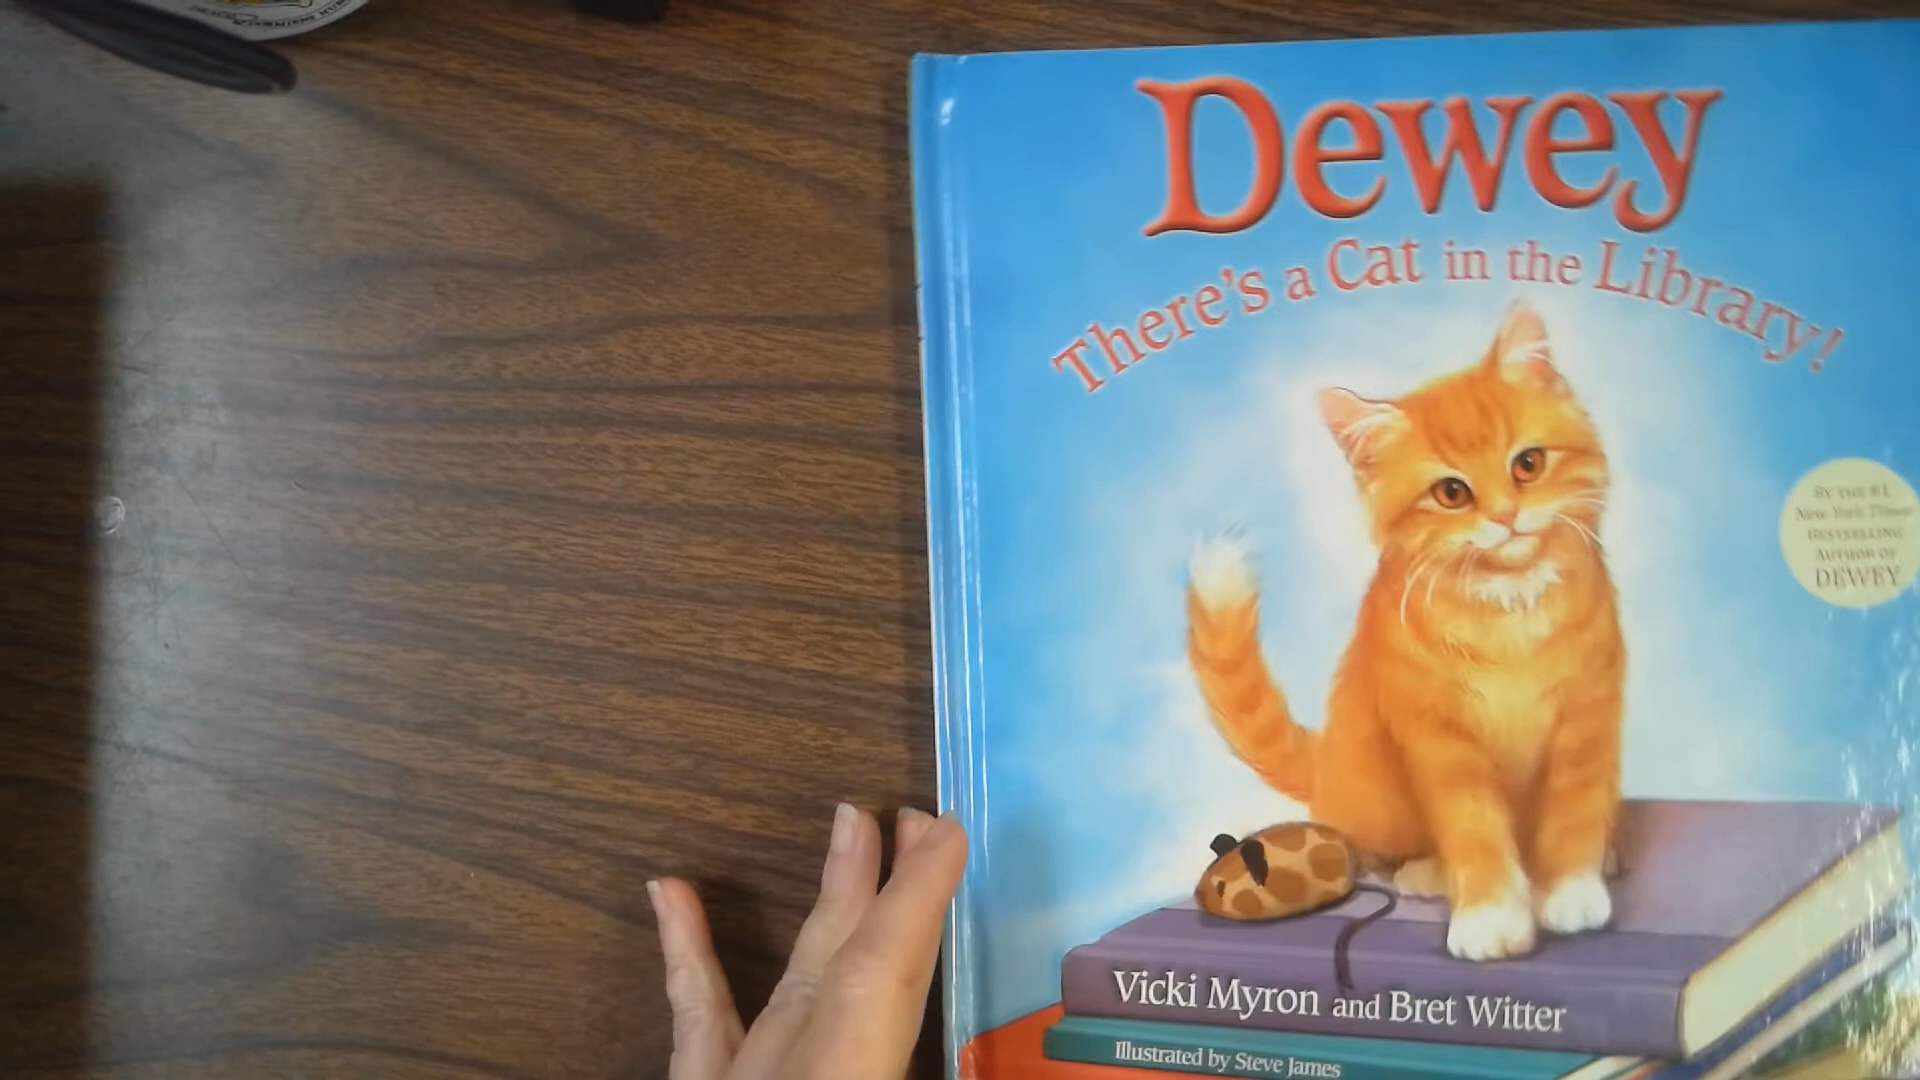 Dewey
There's a Cat in the Library!
BY THE #1
New York Times
BESTSELLING
AUTHOR OF
DEWEY
Vicki Myron and Bret Witter
Illustrated by Steve James